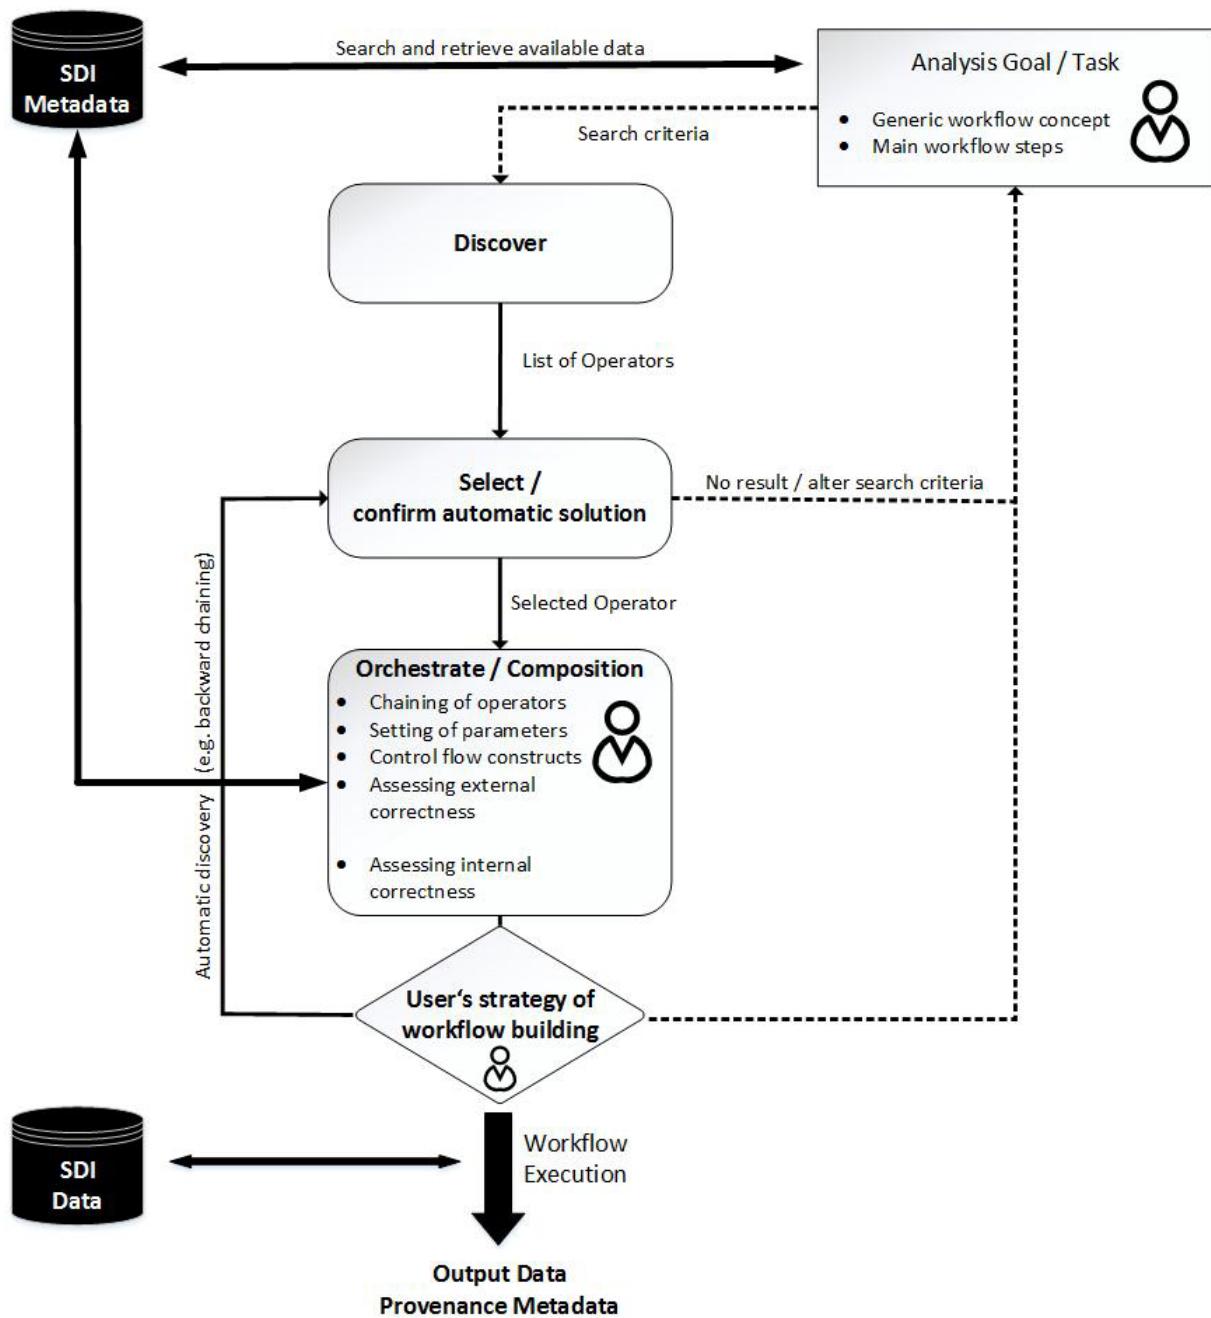 SDI
Metadata
Search and retrieve available data
Analysis Goal / Task
• Generic workflow concept
• Main workflow steps
Search criteria
Discover
List of Operators
Select /
confirm automatic solution
No result / alter search criteria
Selected Operator
Automatic discovery (e.g. backward chaining)
Orchestrate / Composition
• Chaining of operators
• Setting of parameters
• Control flow constructs
• Assessing external
correctness
• Assessing internal
correctness
User‘s strategy of
workflow building
SDI
Data
Workflow
Execution
Output Data
Provenance Metadata